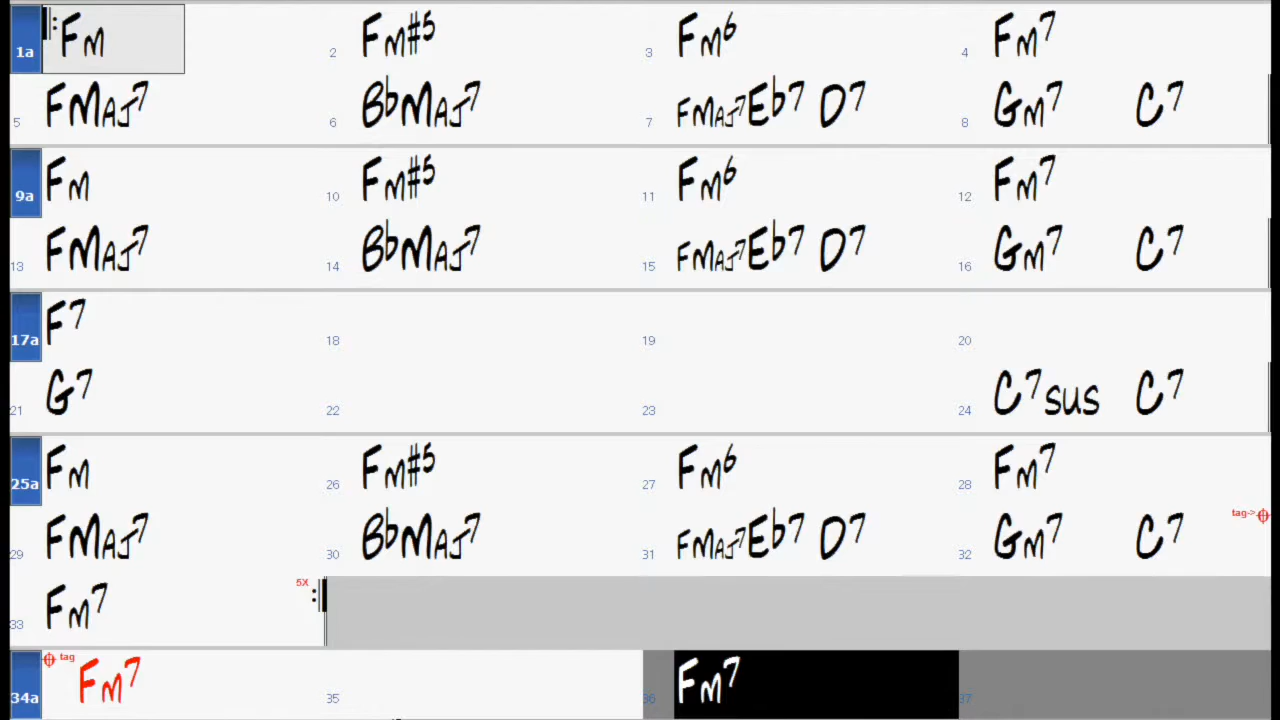 1a Fm 2 Fm#5 3 Fm6 4 Fm7
5 FMaj7 6 BbMaj7 7 FMaj7 Eb7 D7 8 Gm7 C7
9a Fm 10 Fm#5 11 Fm6 12 Fm7
13 FMaj7 14 BbMaj7 15 FMaj7 Eb7 D7 16 Gm7 C7
17a F7 18 19 20
21 G7 22 23 24 C7sus C7
25a Fm 26 Fm#5 27 Fm6 28 Fm7
tag->
29 FMaj7 30 BbMaj7 31 FMaj7 Eb7 D7 32 Gm7 C7
33 Fm7 5X
tag
34a Fm7 35 36 Fm7 37